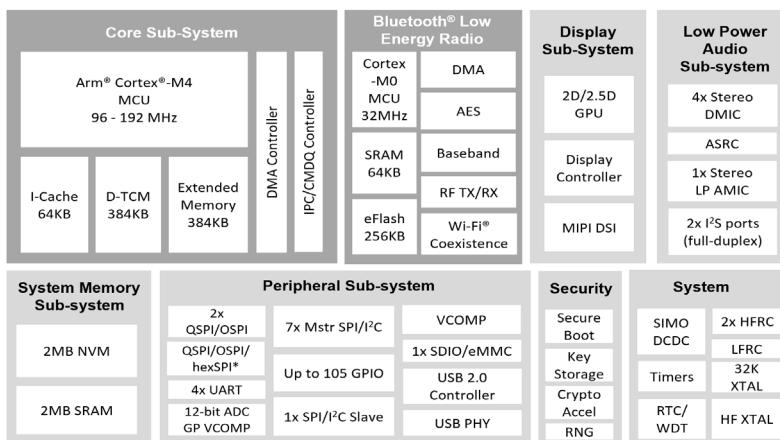 Core Sub-System
Arm® Cortex®-M4
MCU
96 - 192 MHz
I-Cache
64KB
D-TCM
384KB
Extended
Memory
384KB
DMA Controller
IPC/CMDQ Controller
Bluetooth® Low
Energy Radio
Cortex
-M0
MCU
32MHz
SRAM
64KB
eFlash
256KB
DMA
AES
Baseband
RF TX/RX
Wi-Fi®
Coexistence
Display
Sub-System
2D/2.5D
GPU
Display
Controller
MIPI DSI
Low Power
Audio
Sub-system
4x Stereo
DMIC
ASRC
1x Stereo
LP AMIC
2x I²S ports
(full-duplex)
System Memory
Sub-system
2MB NVM
2MB SRAM
Peripheral Sub-system
2x
QSPI/OSPI
QSPI/OSPI/
hexSPI*
4x UART
12-bit ADC
GP VCOMP
7x Mstr SPI/I²C
Up to 105 GPIO
1x SPI/I²C Slave
VCOMP
1x SDIO/eMMC
USB 2.0
Controller
USB PHY
Security
Secure
Boot
Key
Storage
Crypto
Accel
RNG
System
SIMO
DCDC
Timers
RTC/
WDT
2x HFRC
LFRC
32K
XTAL
HF XTAL